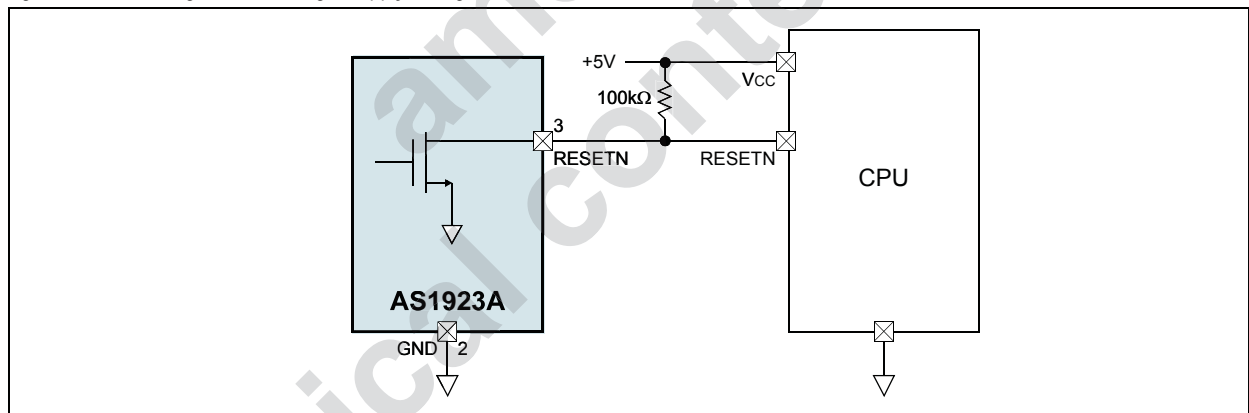 +5V
VCC
100kΩ
3
RESETN
RESETN
CPU
AS1923A
GND
2